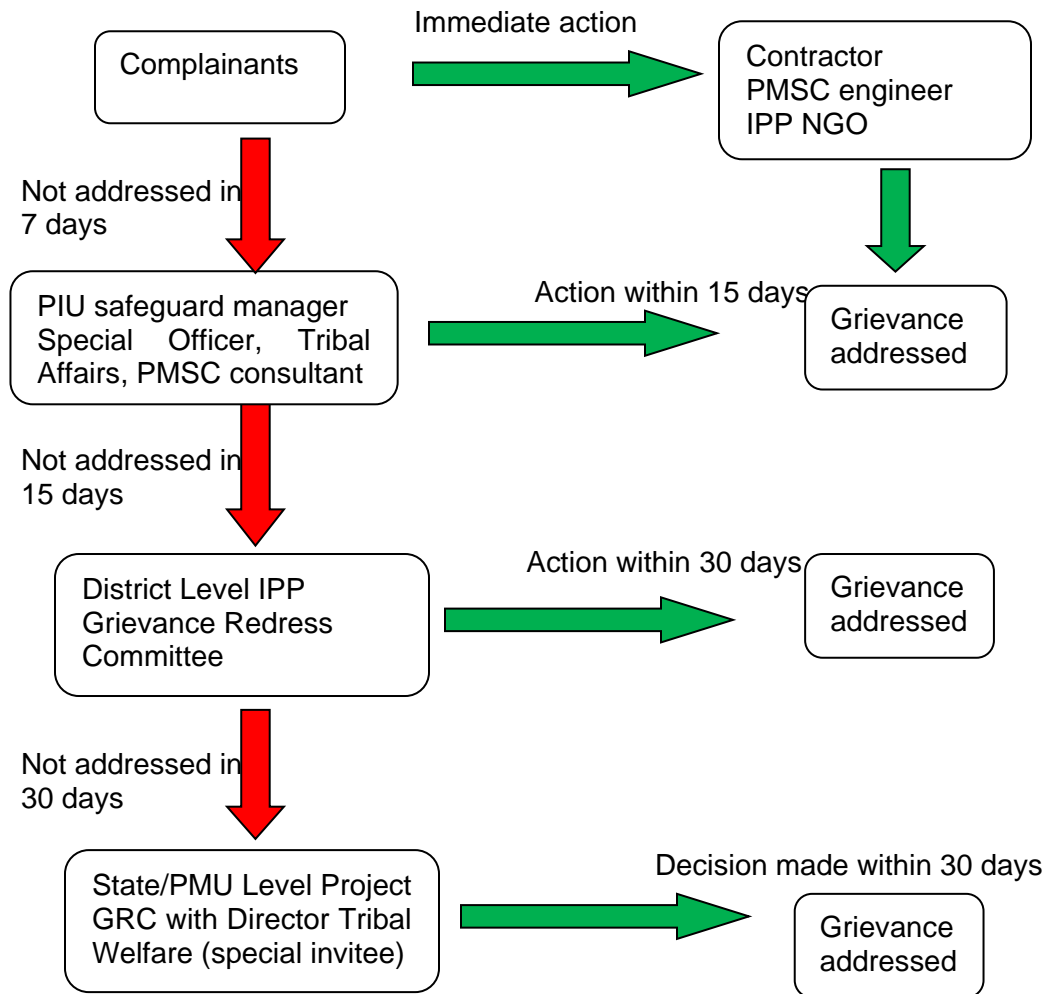 Immediate action
Complainants
Contractor
PMSC engineer
IPP NGO
Not addressed in
7 days
PIU safeguard manager
Special Officer, Tribal
Affairs, PMSC consultant
Action within 15 days
Grievance
addressed
Not addressed in
15 days
District Level IPP
Grievance Redress
Committee
Action within 30 days
Grievance
addressed
Not addressed in
30 days
State/PMU Level Project
GRC with Director Tribal
Welfare (special invitee)
Decision made within 30 days
Grievance
addressed